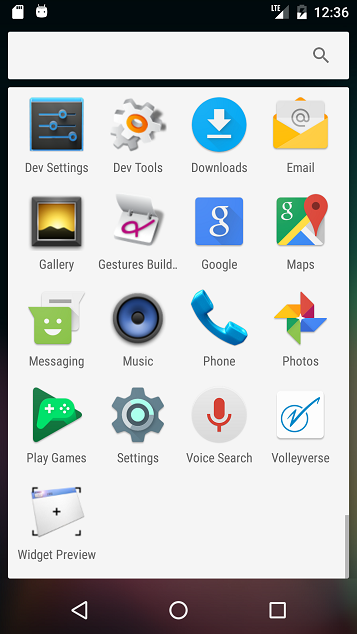 LTE 12:36
Dev Settings Dev Tools Downloads Email
Gallery Gestures Build.. Google Maps
Messaging Music Phone Photos
Play Games Settings Voice Search Volleyverse
Widget Preview